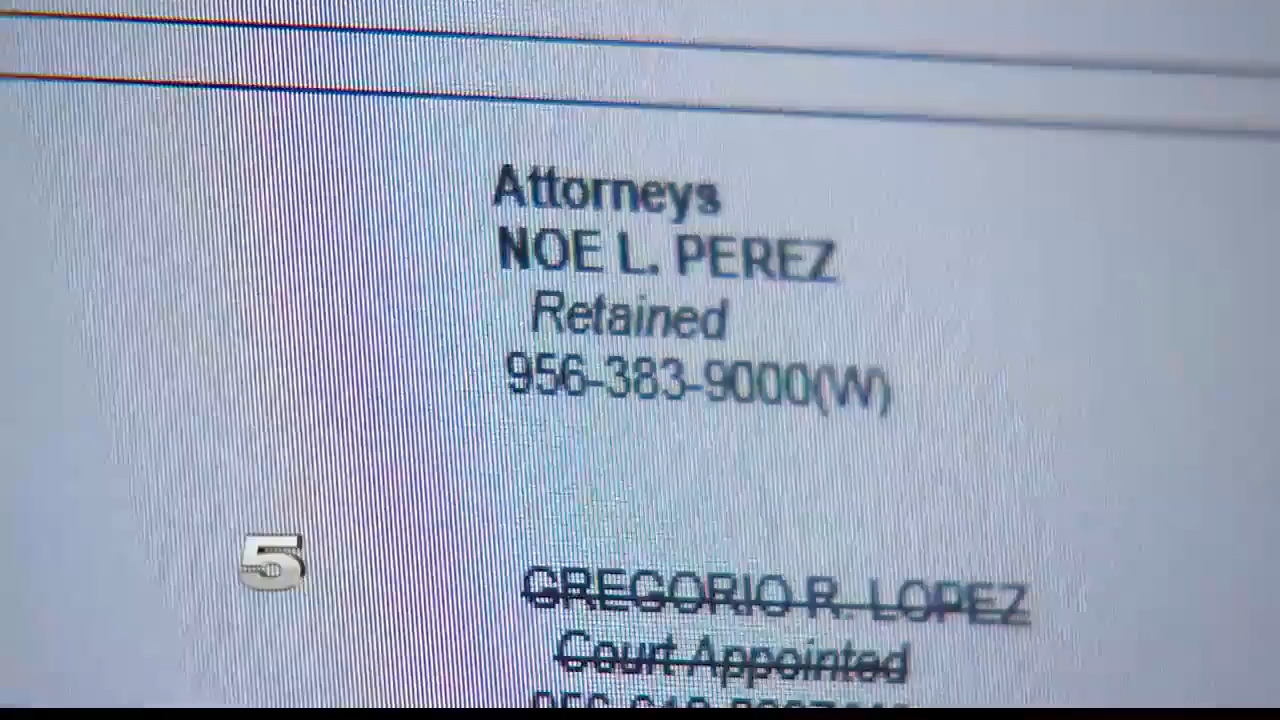 Attorneys
NOE L. PEREZ
Retained
956-383-9000(W)
5
GREGORIO R. LOPEZ
Court Appointed